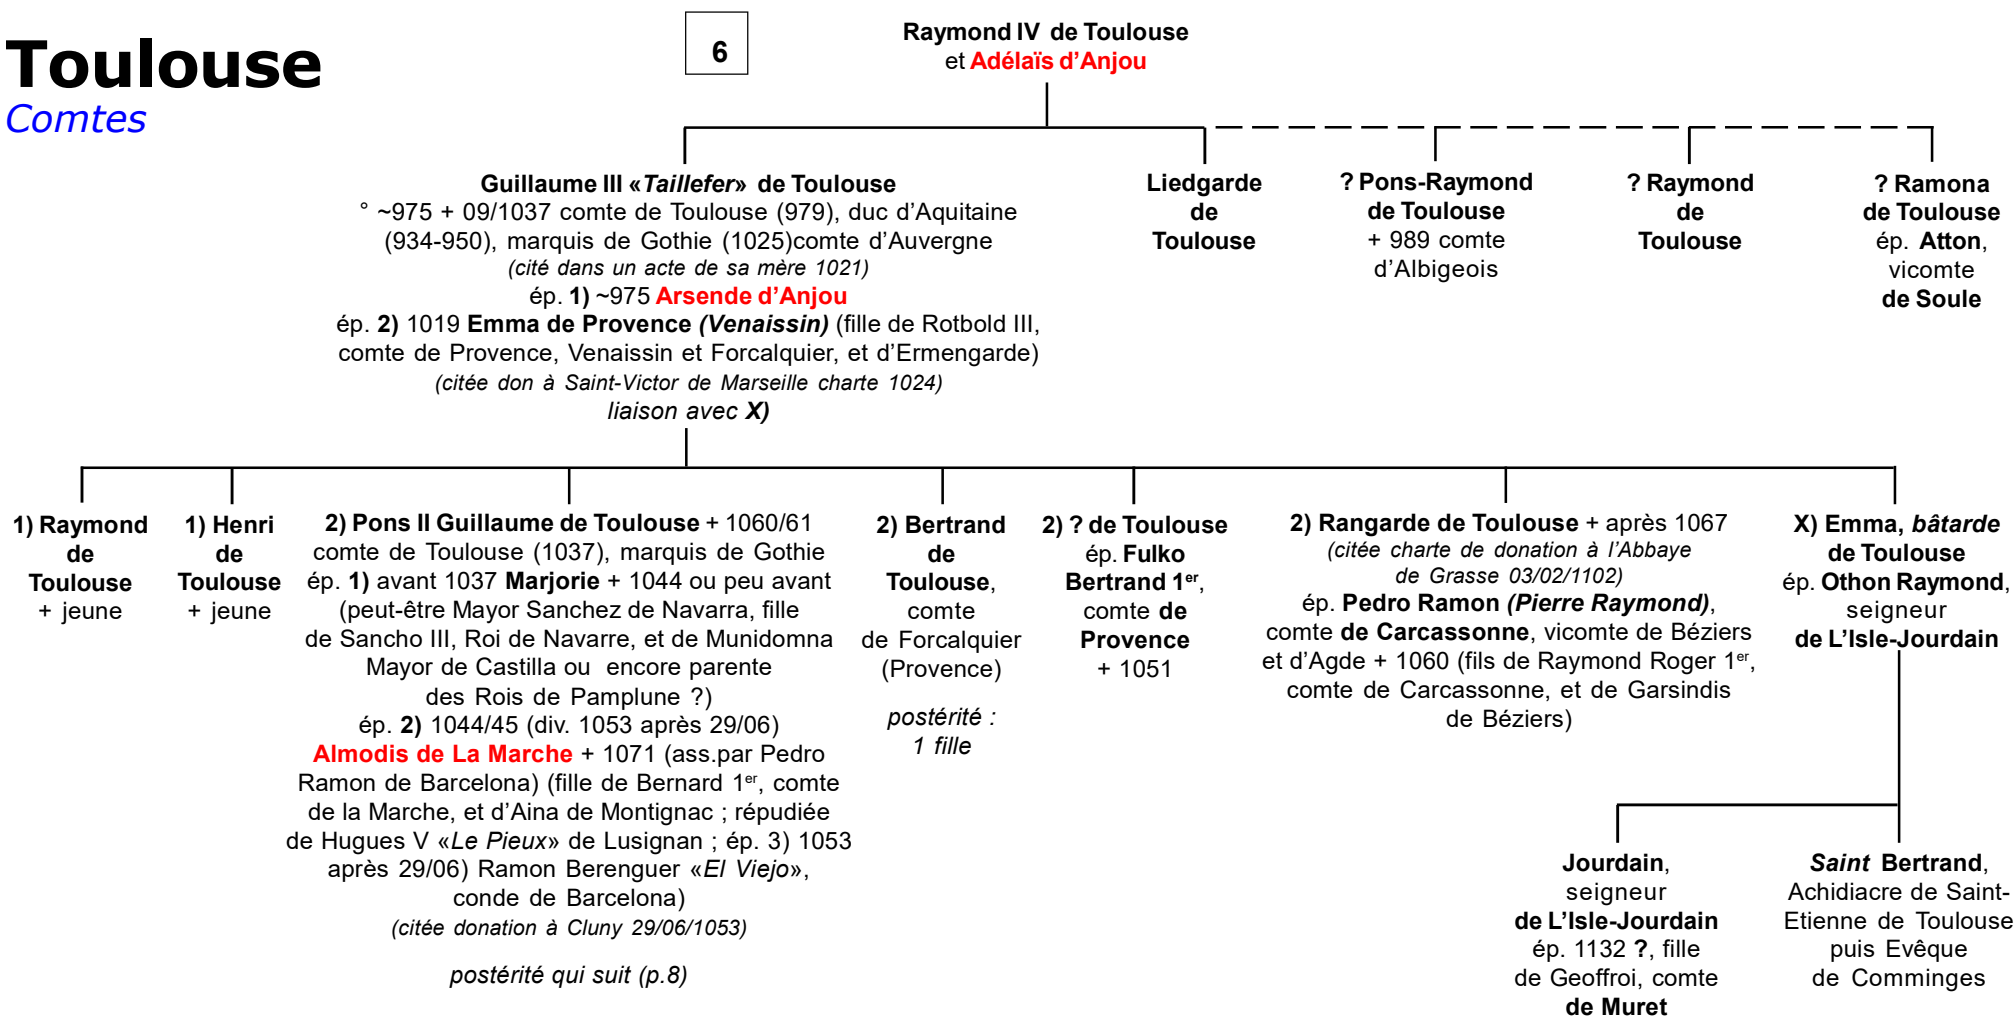 Toulouse
Comtes
6
Raymond IV de Toulouse
et Adélaïs d’Anjou
Guillaume III «Taillefer» de Toulouse
° ~975 + 09/1037 comte de Toulouse (979), duc d’Aquitaine
(934-950), marquis de Gothie (1025)comte d’Auvergne
(cité dans un acte de sa mère 1021)
ép. 1) ~975 Arsende d’Anjou
ép. 2) 1019 Emma de Provence (Venaissin) (fille de Rotbold III,
comte de Provence, Venaissin et Forcalquier, et d’Ermengarde)
(citée don à Saint-Victor de Marseille charte 1024)
liaison avec X)
Liedgarde
de
Toulouse
? Pons-Raymond
de Toulouse
+ 989 comte
d’Albigeois
? Raymond
de
Toulouse
? Ramona
de Toulouse
ép. Atton,
vicomte
de Soule
1) Raymond
de
Toulouse
+ jeune
1) Henri
de
Toulouse
+ jeune
2) Pons II Guillaume de Toulouse + 1060/61
comte de Toulouse (1037), marquis de Gothie
ép. 1) avant 1037 Marjorie + 1044 ou peu avant
(peut-être Mayor Sanchez de Navarra, fille
de Sancho III, Roi de Navarre, et de Munidomna
Mayor de Castilla ou encore parente
des Rois de Pamplune ?)
ép. 2) 1044/45 (div. 1053 après 29/06)
Almodis de La Marche + 1071 (ass.par Pedro
Ramon de Barcelona) (fille de Bernard 1er, comte
de la Marche, et d’Aina de Montignac ; répudiée
de Hugues V «Le Pieux» de Lusignan ; ép. 3) 1053
après 29/06) Ramon Berenguer «El Viejo»,
conde de Barcelona)
(citée donation à Cluny 29/06/1053)
postérité qui suit (p.8)
2) Bertrand
de
Toulouse,
comte
de Forcalquier
(Provence)
postérité :
1 fille
2) ? de Toulouse
ép. Fulko
Bertrand 1er,
comte de
Provence
+ 1051
2) Rangarde de Toulouse + après 1067
(citée charte de donation à l’Abbaye
de Grasse 03/02/1102)
ép. Pedro Ramon (Pierre Raymond),
comte de Carcassonne, vicomte de Béziers
et d’Agde + 1060 (fils de Raymond Roger 1er,
comte de Carcassonne, et de Garsindis
de Béziers)
X) Emma, bâtarde
de Toulouse
ép. Othon Raymond,
seigneur
de L’Isle-Jourdain
Jourdain,
seigneur
de L’Isle-Jourdain
ép. 1132 ?, fille
de Geoffroi, comte
de Muret
Saint Bertrand,
Achidiacre de Saint-
Etienne de Toulouse
puis Evêque
de Comminges